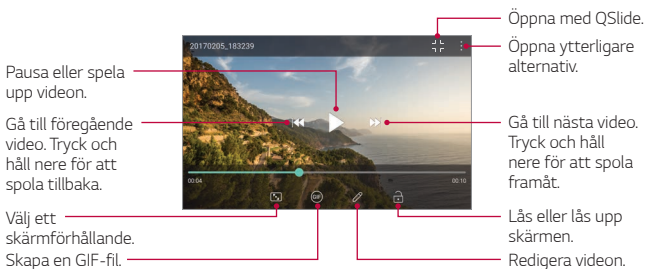 Öppna med QSlide.
20170205_183239
Öppna ytterligare
alternativ.
Pausa eller spela
upp videon.
Gå till föregående
video. Tryck och
håll nere för att
spola tillbaka.
Gå till nästa video.
Tryck och håll
nere för att spola
framåt.
00:04
00:10
GIF
Välj ett
skärmförhållande.
Lås eller lås upp
skärmen.
Skapa en GIF-fil.
Redigera videon.